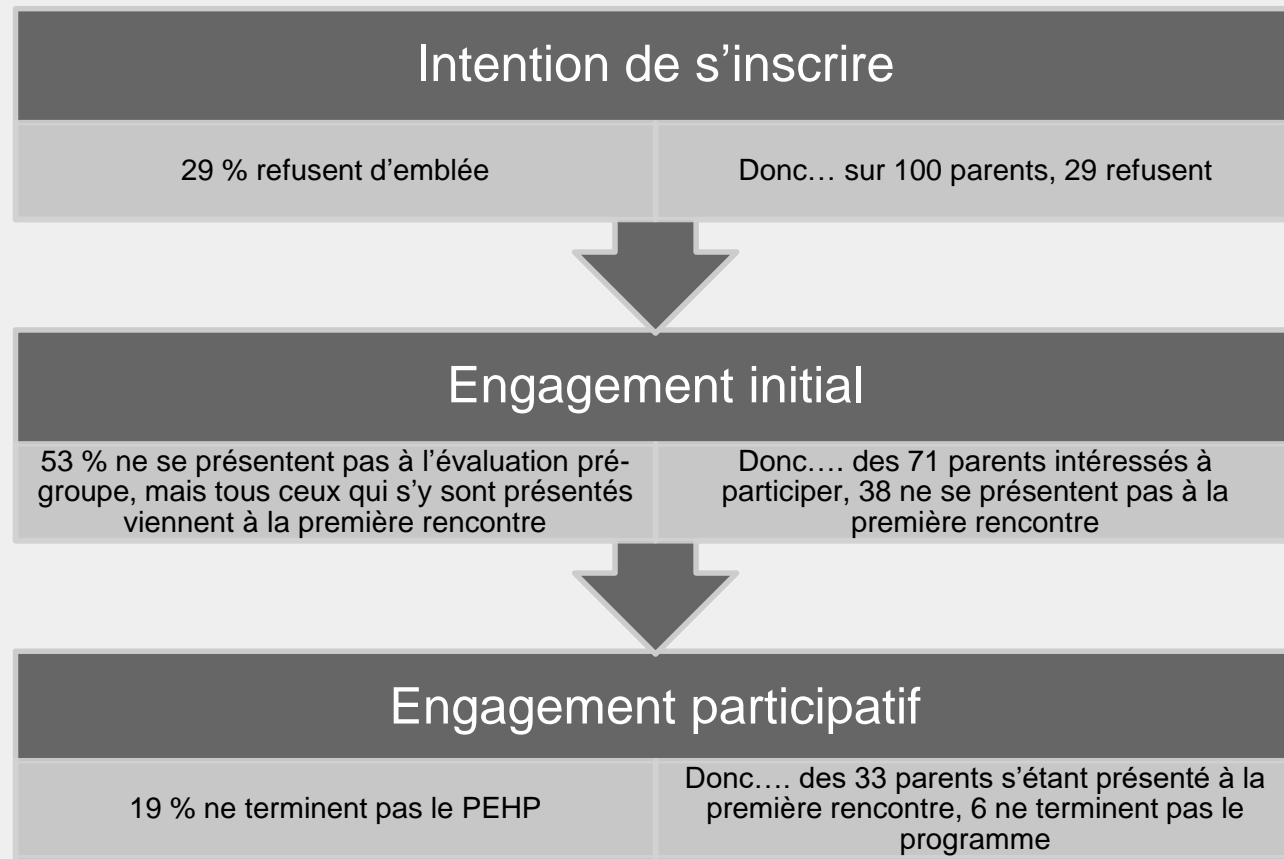 Intention de s’inscrire
29 % refusent d’emblée
Donc… sur 100 parents, 29 refusent
Engagement initial
53 % ne se présentent pas à l’évaluation pré-
groupe, mais tous ceux qui s’y sont présentés
viennent à la première rencontre
Donc…. des 71 parents intéressés à
participer, 38 ne se présentent pas à la
première rencontre
Engagement participatif
19 % ne terminent pas le PEHP
Donc…. des 33 parents s’étant présenté à la
première rencontre, 6 ne terminent pas le
programme